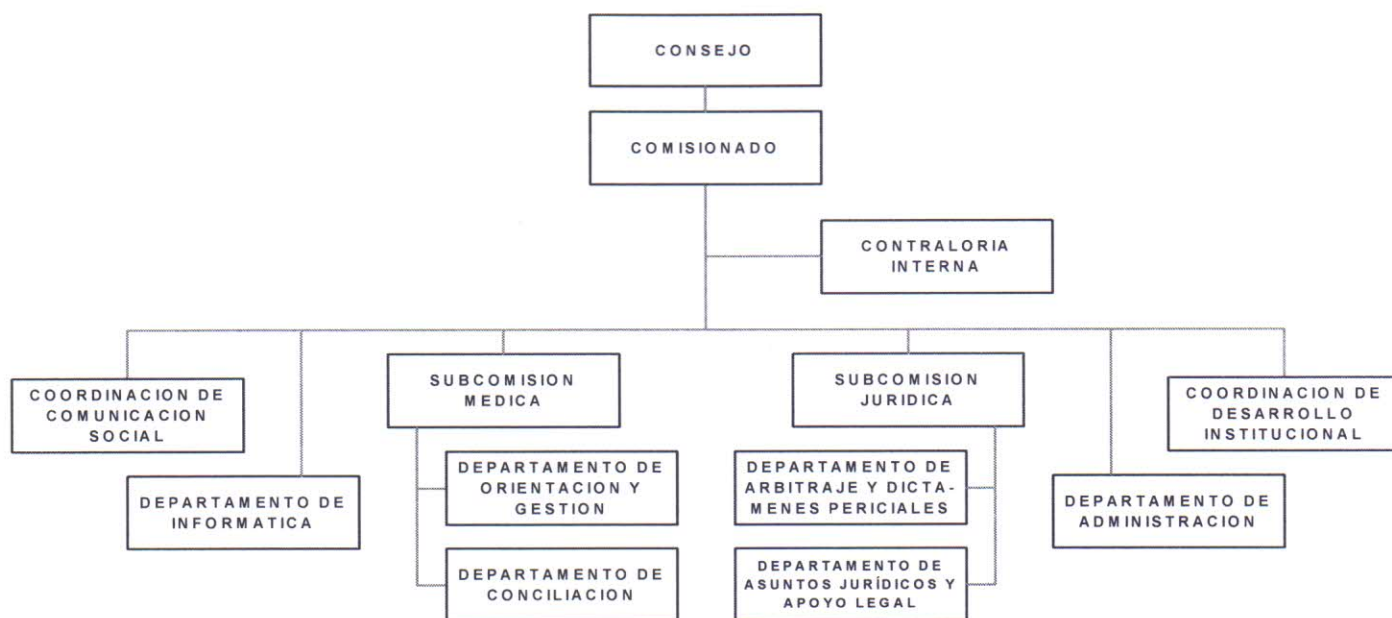 CONSEJO
COMISIONADO
CONTRALORIA
INTERNA
COORDINACION DE
COMUNICACION
SOCIAL
DEPARTAMENTO DE
INFORMATICA
SUBCOMISION
MEDICA
DEPARTAMENTO DE
ORIENTACION Y
GESTION
DEPARTAMENTO DE
CONCILIACION
SUBCOMISION
JURIDICA
DEPARTAMENTO DE
ARBITRAJE Y DICTA-
MENES PERICIALES
DEPARTAMENTO DE
ASUNTOS JURÍDICOS Y
APOYO LEGAL
DEPARTAMENTO DE
ADMINISTRACION
COORDINACION DE
DESARROLLO
INSTITUCIONAL